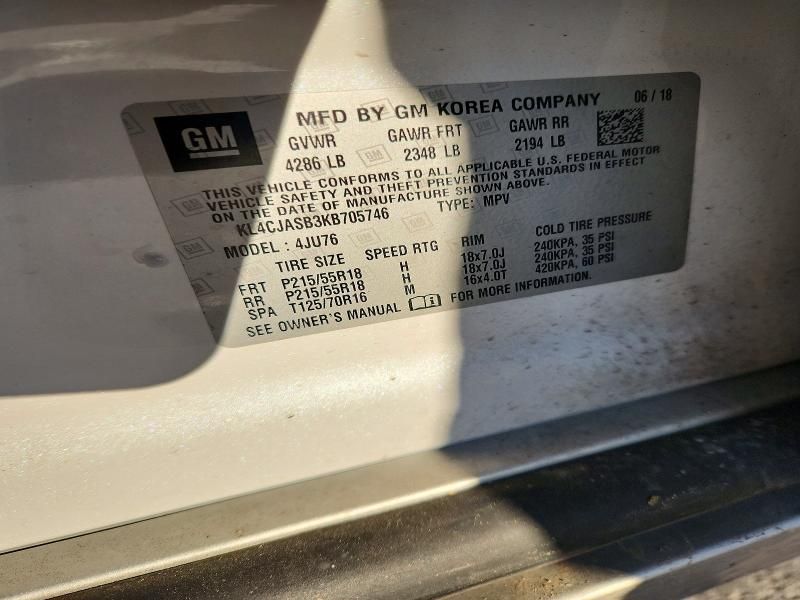 GM
MFD BY GM KOREA COMPANY 06 / 18
GVWR GAWR FRT GAWR RR
4286 LB 2348 LB 2194 LB
THIS VEHICLE CONFORMS TO ALL APPLICABLE U.S. FEDERAL MOTOR
VEHICLE SAFETY AND THEFT PREVENTION STANDARDS IN EFFECT
ON THE DATE OF MANUFACTURE SHOWN ABOVE.
KL4CJASB3KB705746 TYPE: MPV
MODEL : 4JU76
TIRE SIZE SPEED RTG RIM COLD TIRE PRESSURE
FRT P215/55R18 H 18x7.0J 240KPA, 35 PSI
RR P215/55R18 H 18x7.0J 240KPA, 35 PSI
SPA T125/70R16 M 16x4.0T 420KPA, 60 PSI
SEE OWNER'S MANUAL FOR MORE INFORMATION.